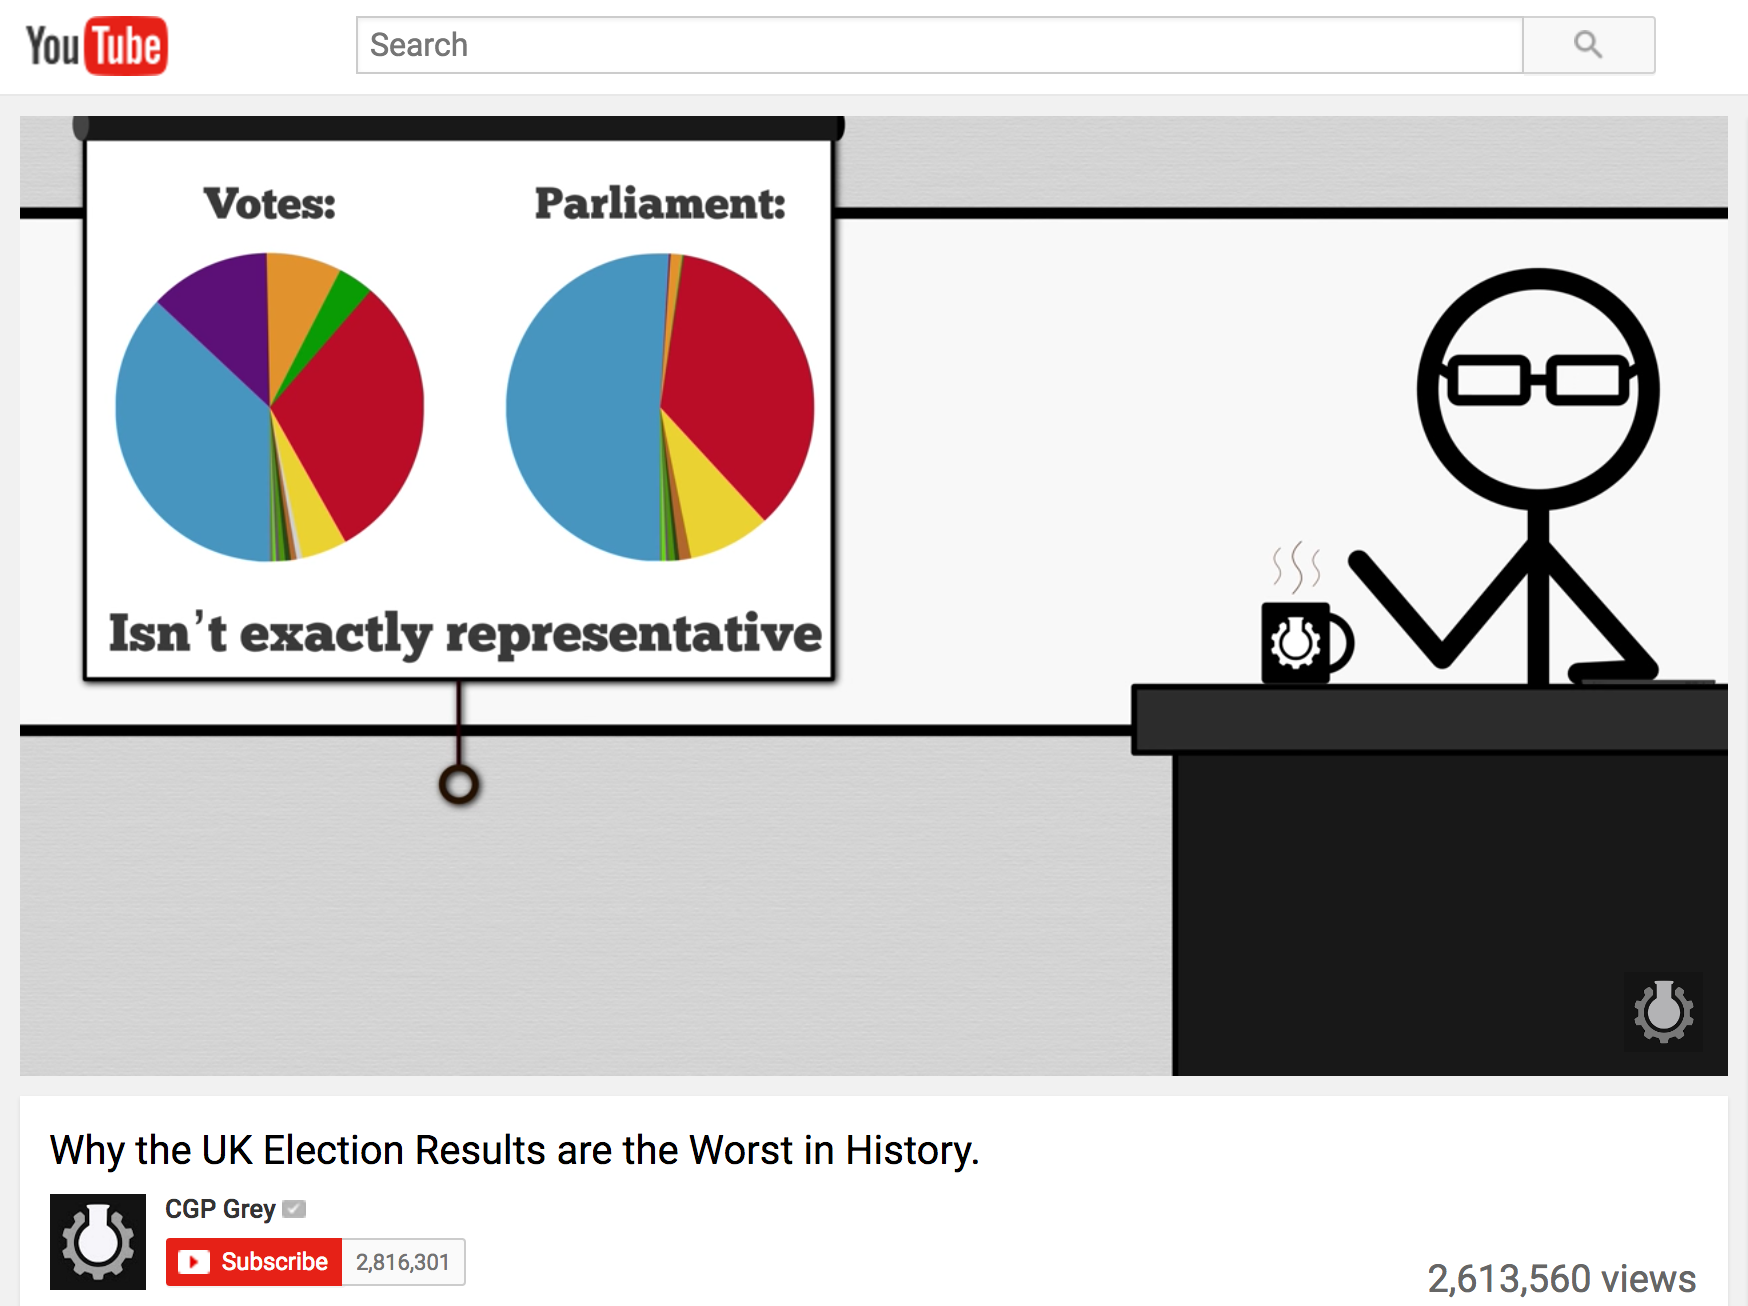 YouTube
Search
Votes: Parliament:
Isn't exactly representative
Why the UK Election Results are the Worst in History.
CGP Grey
Subscribe 2,816,301
2,613,560 views